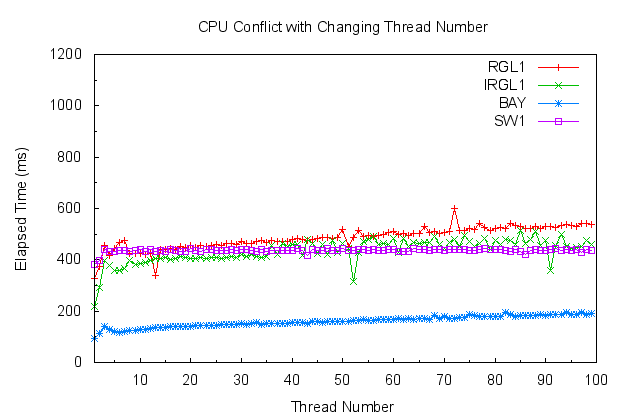 CPU Conflict with Changing Thread Number
1200
1000
800
600
400
200
0
Elapsed Time (ms)
RGL1
IRGL1
BAY
SW1
10 20 30 40 50 60 70 80 90 100
Thread Number